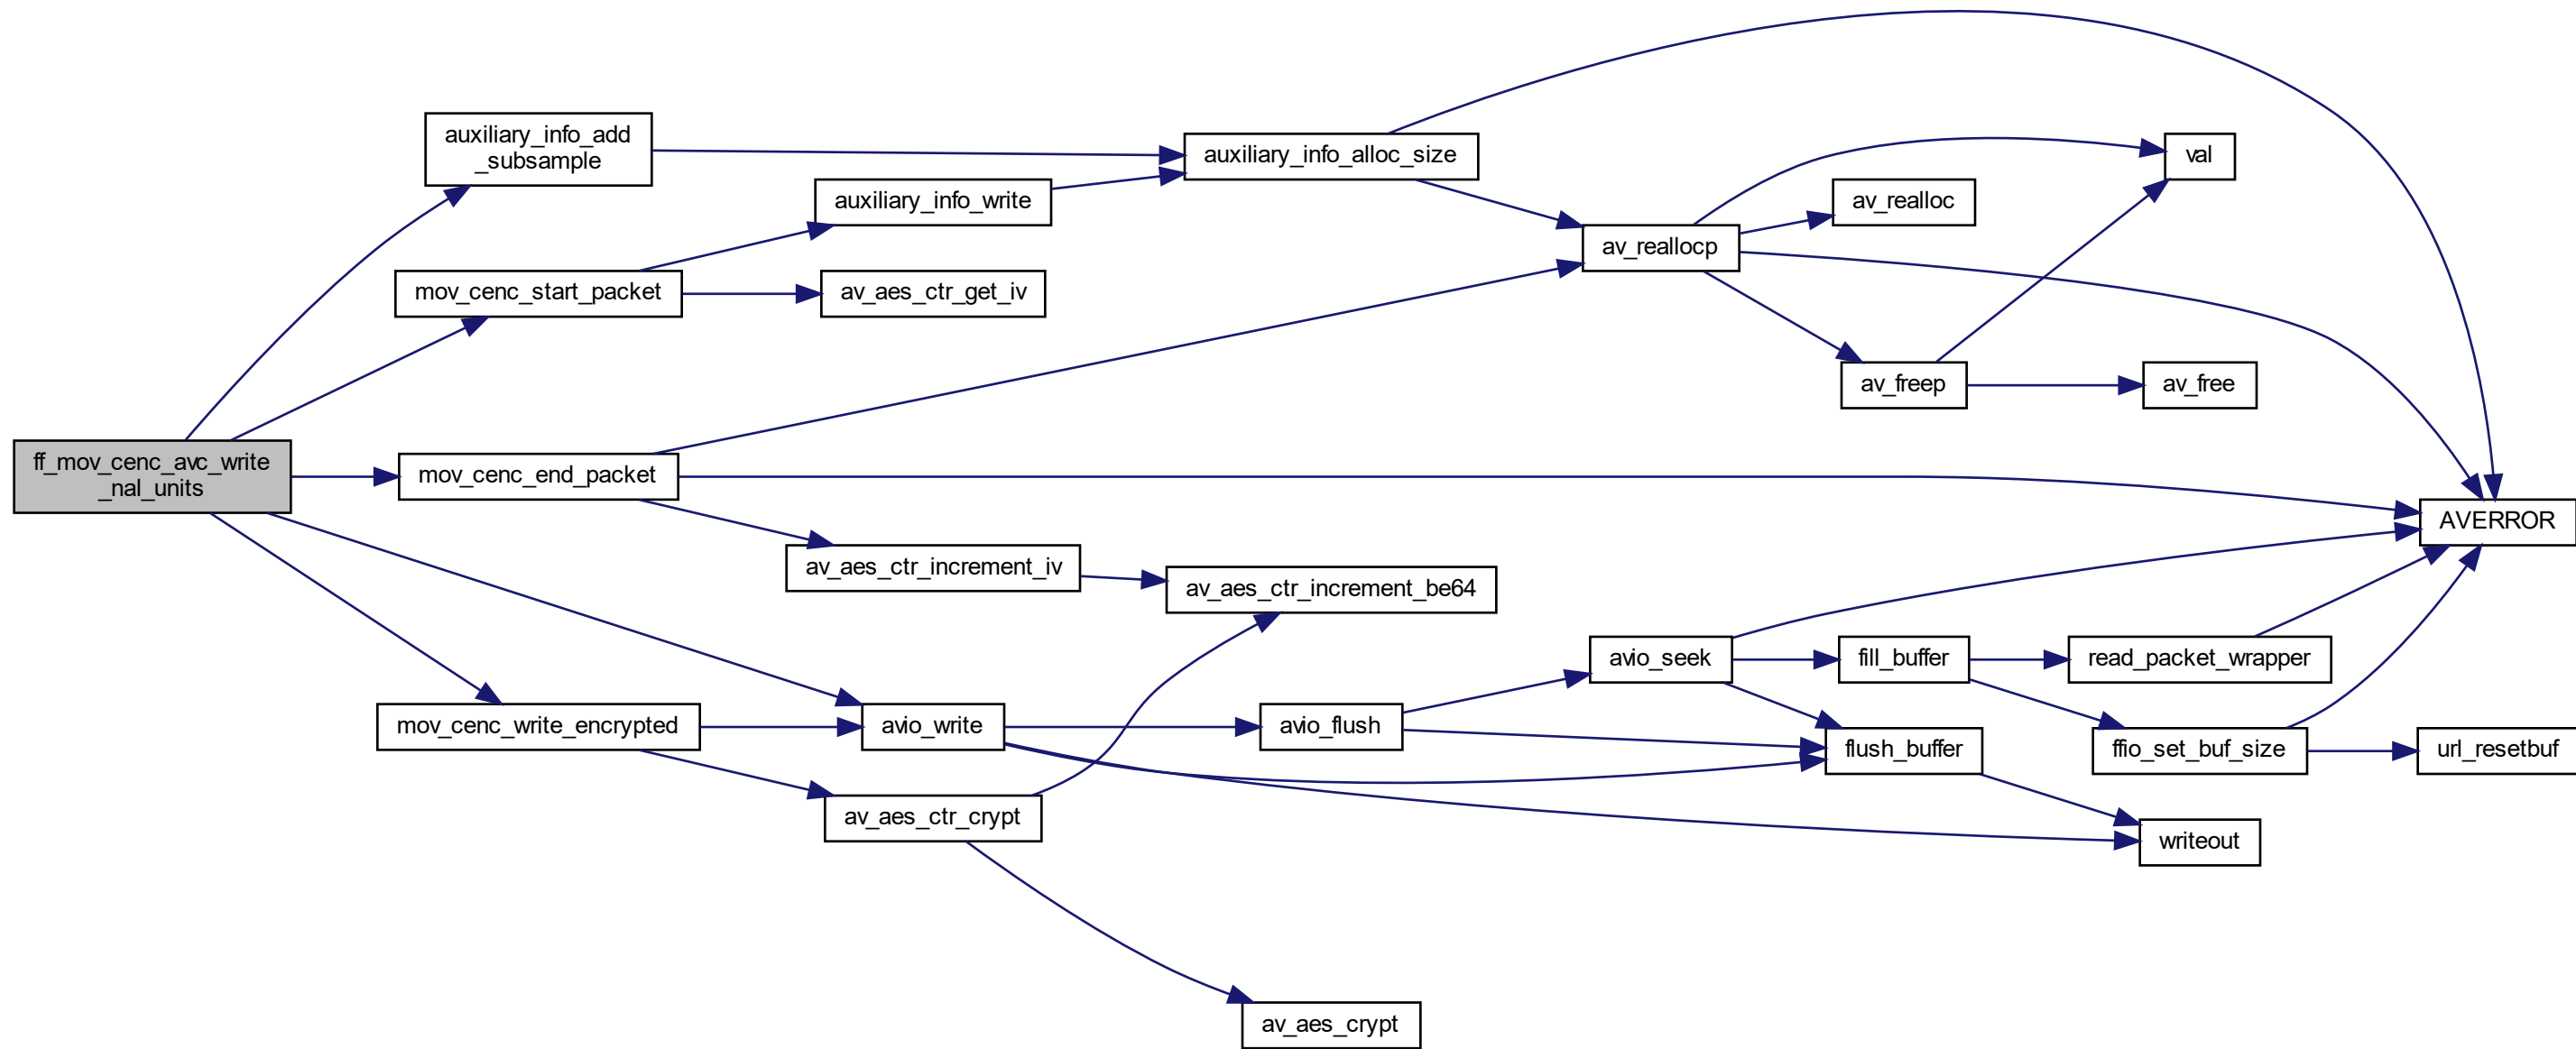 auxiliary_info_add
_subsample
auxiliary_info_alloc_size
val
auxiliary_info_write
av_realloc
av_reallocp
mov_cenc_start_packet
av_aes_ctr_get_iv
av_freep
av_free
ff_mov_cenc_avc_write
_nal_units
mov_cenc_end_packet
AVERROR
av_aes_ctr_increment_iv
av_aes_ctr_increment_be64
avio_seek
fill_buffer
read_packet_wrapper
mov_cenc_write_encrypted
avio_write
avio_flush
flush_buffer
ffio_set_buf_size
url_resetbuf
av_aes_ctr_crypt
writeout
av_aes_crypt